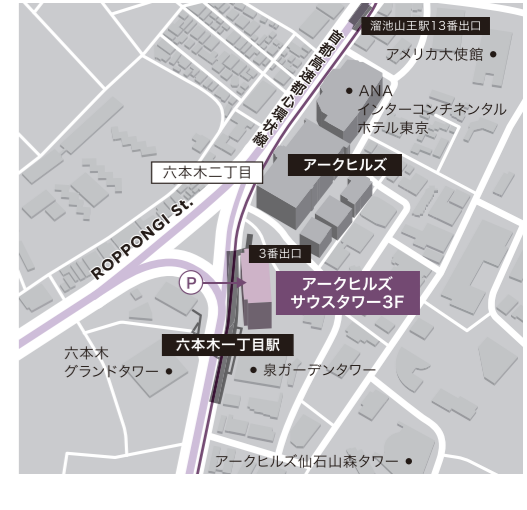 溜池山王駅13番出口
アメリカ大使館
首都高速都心環状線
ANA
インターコンチネンタル
ホテル東京
アークヒルズ
六本木二丁目
ROPPONGI St.
3番出口
P
アークヒルズ
サウスタワー3F
六本木一丁目駅
六本木
グランドタワー
泉ガーデンタワー
アークヒルズ仙石山森タワー